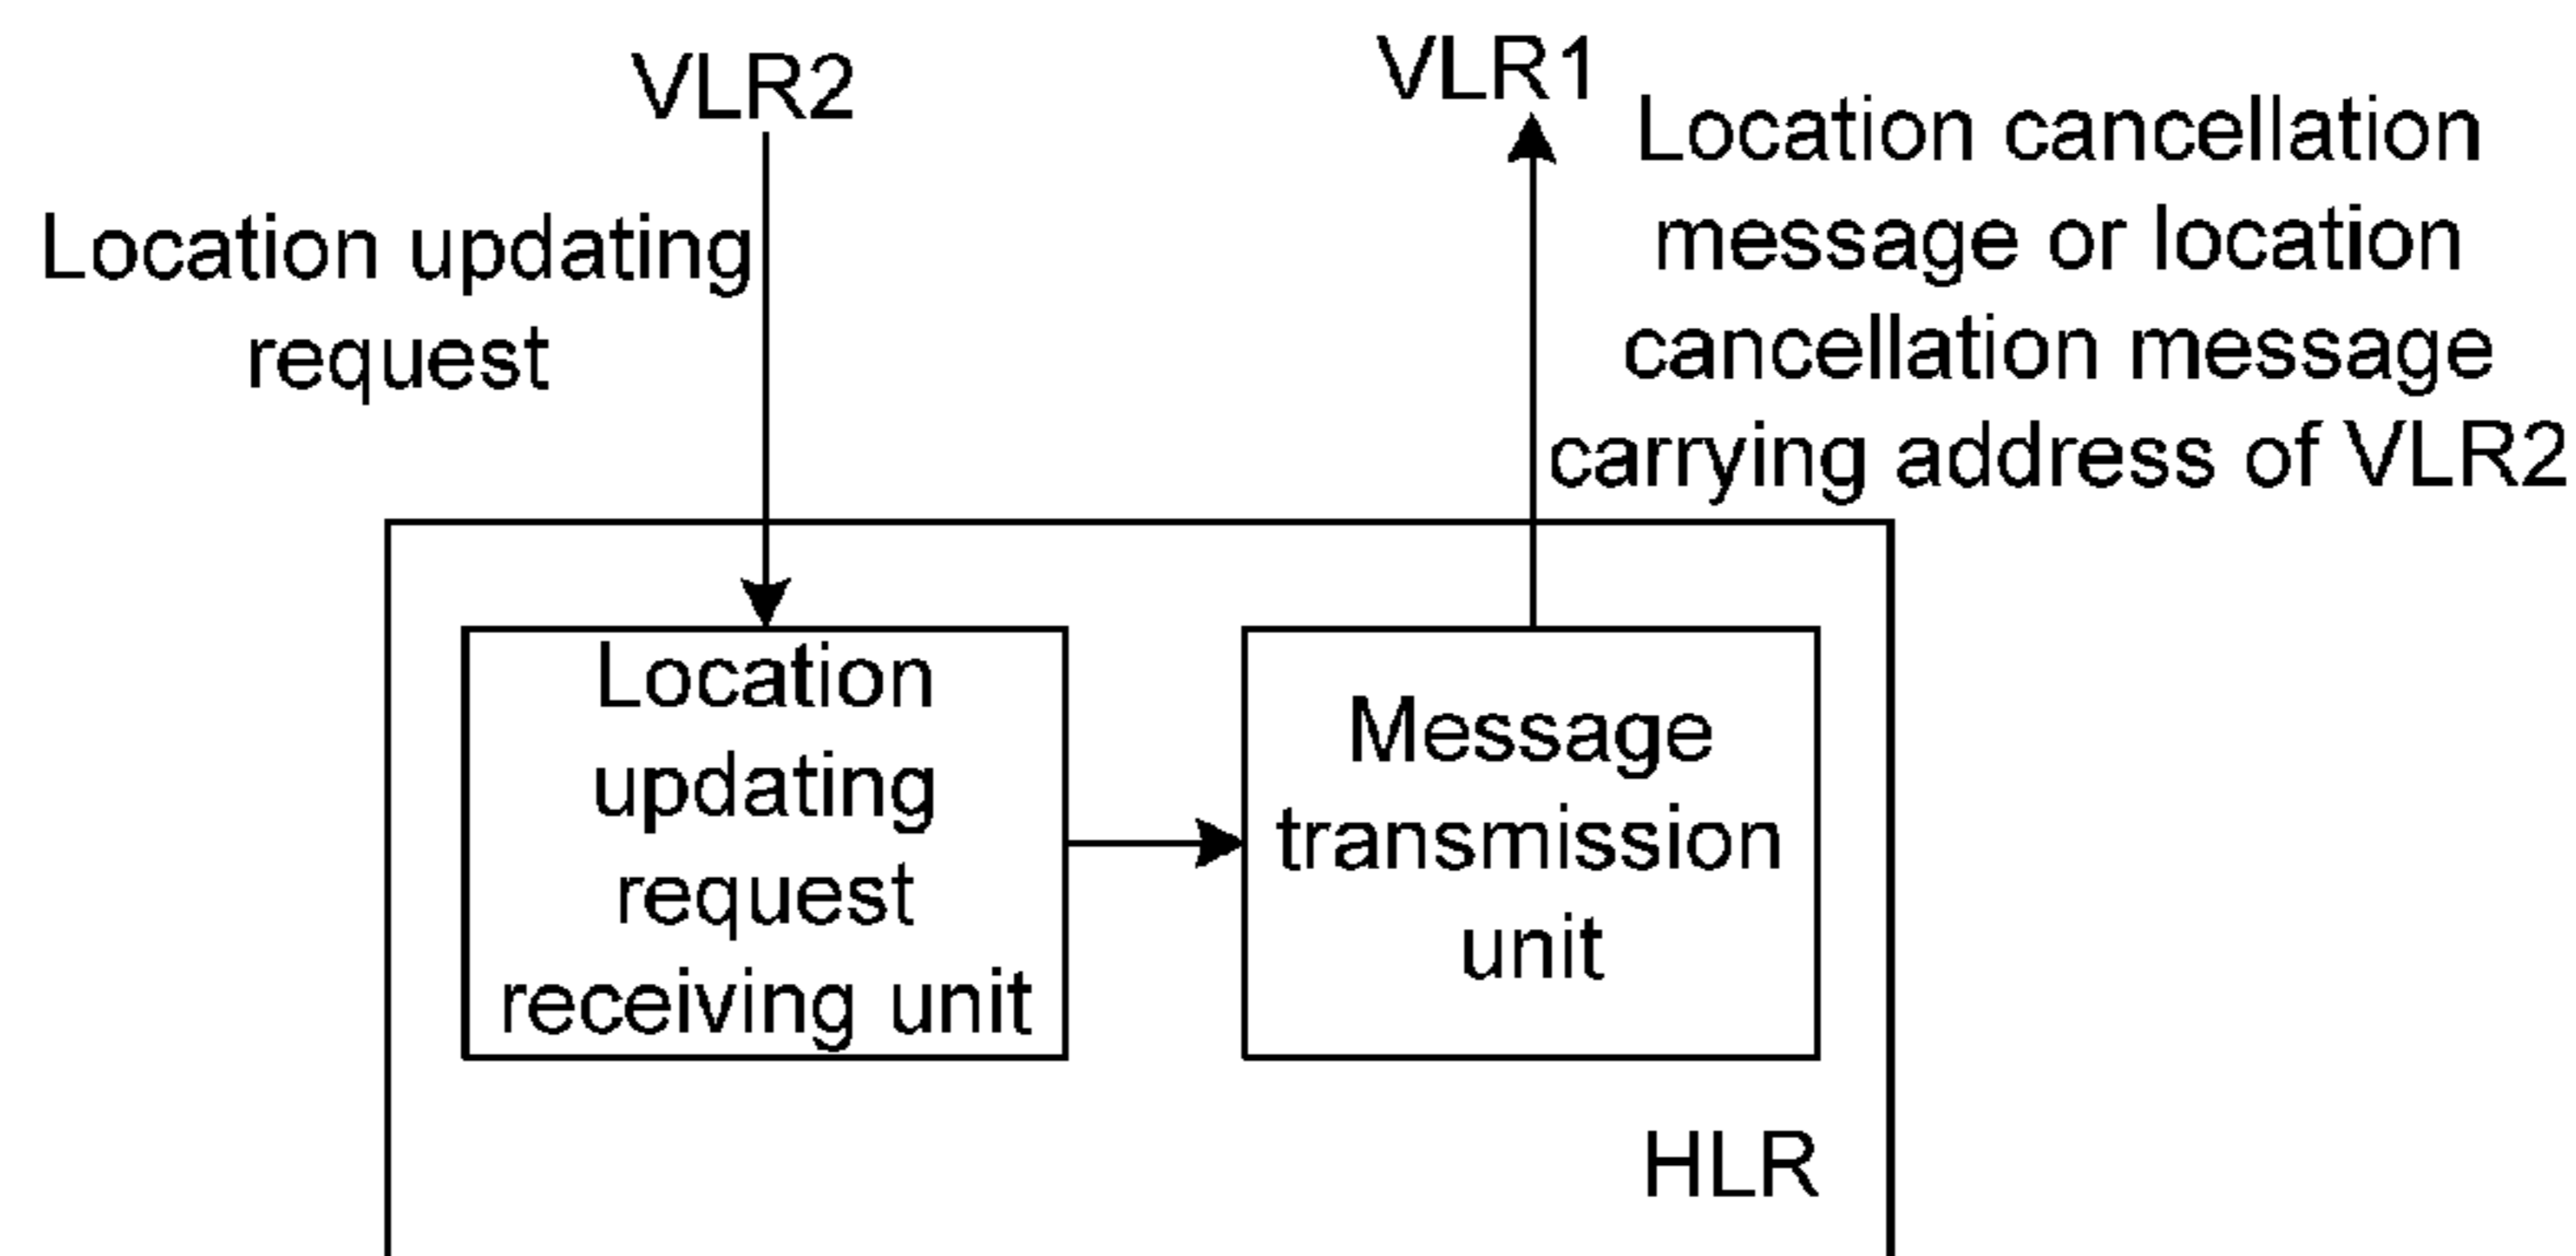 VLR2
VLR1
Location updating
request
Location cancellation
message or location
cancellation message
carrying address of VLR2
Location
updating
request
receiving unit
Message
transmission
unit
HLR